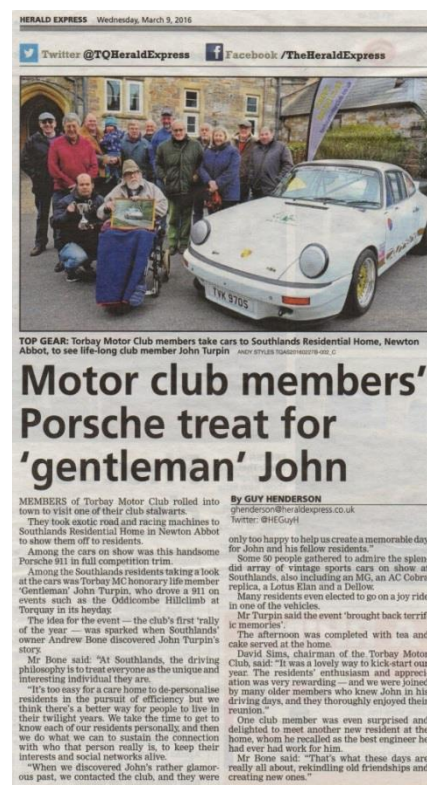 HERALD EXPRESS Wednesday, March 9, 2016
Twitter @TQHeraldExpress Facebook /TheHeraldExpress
TVK 970S
TOP GEAR: Torbay Motor Club members take cars to Southlands Residential Home, Newton
Abbot, to see life-long club member John Turpin ANDY STYLES
Motor club members'
Porsche treat for
'gentleman' John
MEMBERS of Torbay Motor Club rolled into
town to visit one of their club stalwarts.
They took exotic road and racing machines to
Southlands Residential Home in Newton Abbot
to show them off to residents.
Among the cars on show was this handsome
Porsche 911 in full competition trim.
Among the Southlands residents taking a look
at the cars was Torbay MC honorary life member
'Gentleman' John Turpin, who drove a 911 on
events such as the Oddicombe Hillclimb at
Torquay in its heyday.
The idea for the event — the club's first 'rally
of the year — was sparked when Southlands'
owner Andrew Bone discovered John Turpin's
story.
Mr Bone said: "At Southlands, the driving
philosophy is to treat everyone as the unique and
interesting individual they are.
"It's too easy for a care home to de-personalise
residents in the pursuit of efficiency but we
think there's a better way for people to live in
their twilight years. We take the time to get to
know each of our residents personally, and then
we do what we can to sustain the connection
with who that person really is, to keep their
interests and social networks alive.
"When we discovered John's rather glamor-
ous past, we contacted the club, and they were
By GUY HENDERSON
ghenderson@heraldexpress.co.uk
Twitter: @HEGuyH
only too happy to help us create a memorable day
for John and his fellow residents."
Some 50 people gathered to admire the splen-
did array of vintage sports cars on show at
Southlands, also including an MG, an AC Cobra
replica, a Lotus Elan and a Dellow.
Many residents even elected to go on a joy ride
in one of the vehicles.
Mr Turpin said the event 'brought back terrif-
ic memories'.
The afternoon was completed with tea and
cake served at the home.
David Sims, chairman of the Torbay Motor
Club, said: "It was a lovely way to kick-start our
year. The residents' enthusiasm and appreci-
ation was very rewarding — and we were joined
by many older members who knew John in his
driving days, and they thoroughly enjoyed their
reunion."
One club member was even surprised and
delighted to meet another new resident at the
home, whom he recalled as the best engineer he
had ever had work for him.
Mr Bone said: "That's what these days are
really all about, rekindling old friendships and
creating new ones."